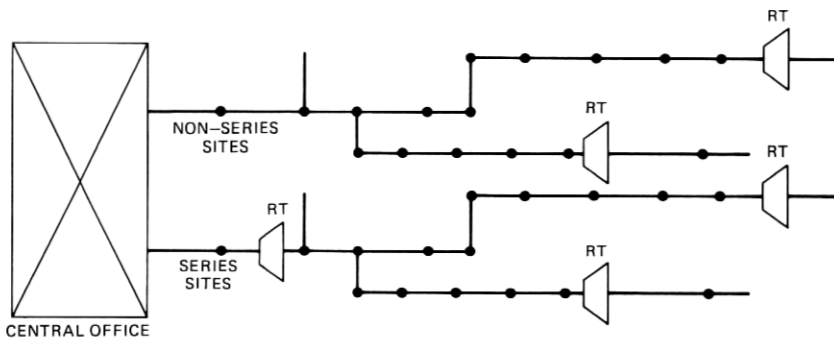 RT
NON–SERIES
SITES
RT
RT
RT
RT
SERIES
SITES
CENTRAL OFFICE